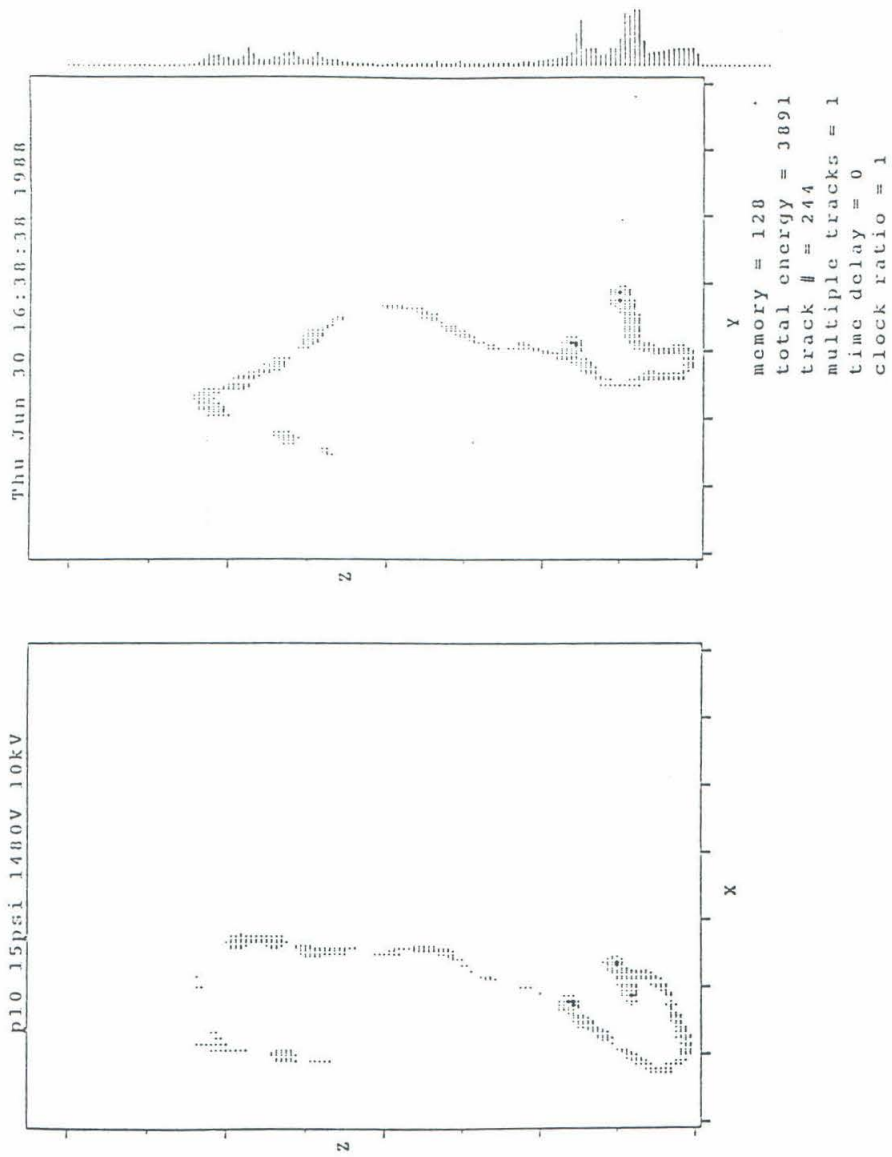 p10 15psi 1480V 10kV
Thu Jun 30 16:38:38 1988
Z
X
Z
Y
memory = 128
total energy = 3891
track # = 244
multiple tracks = 1
time delay = 0
clock ratio = 1